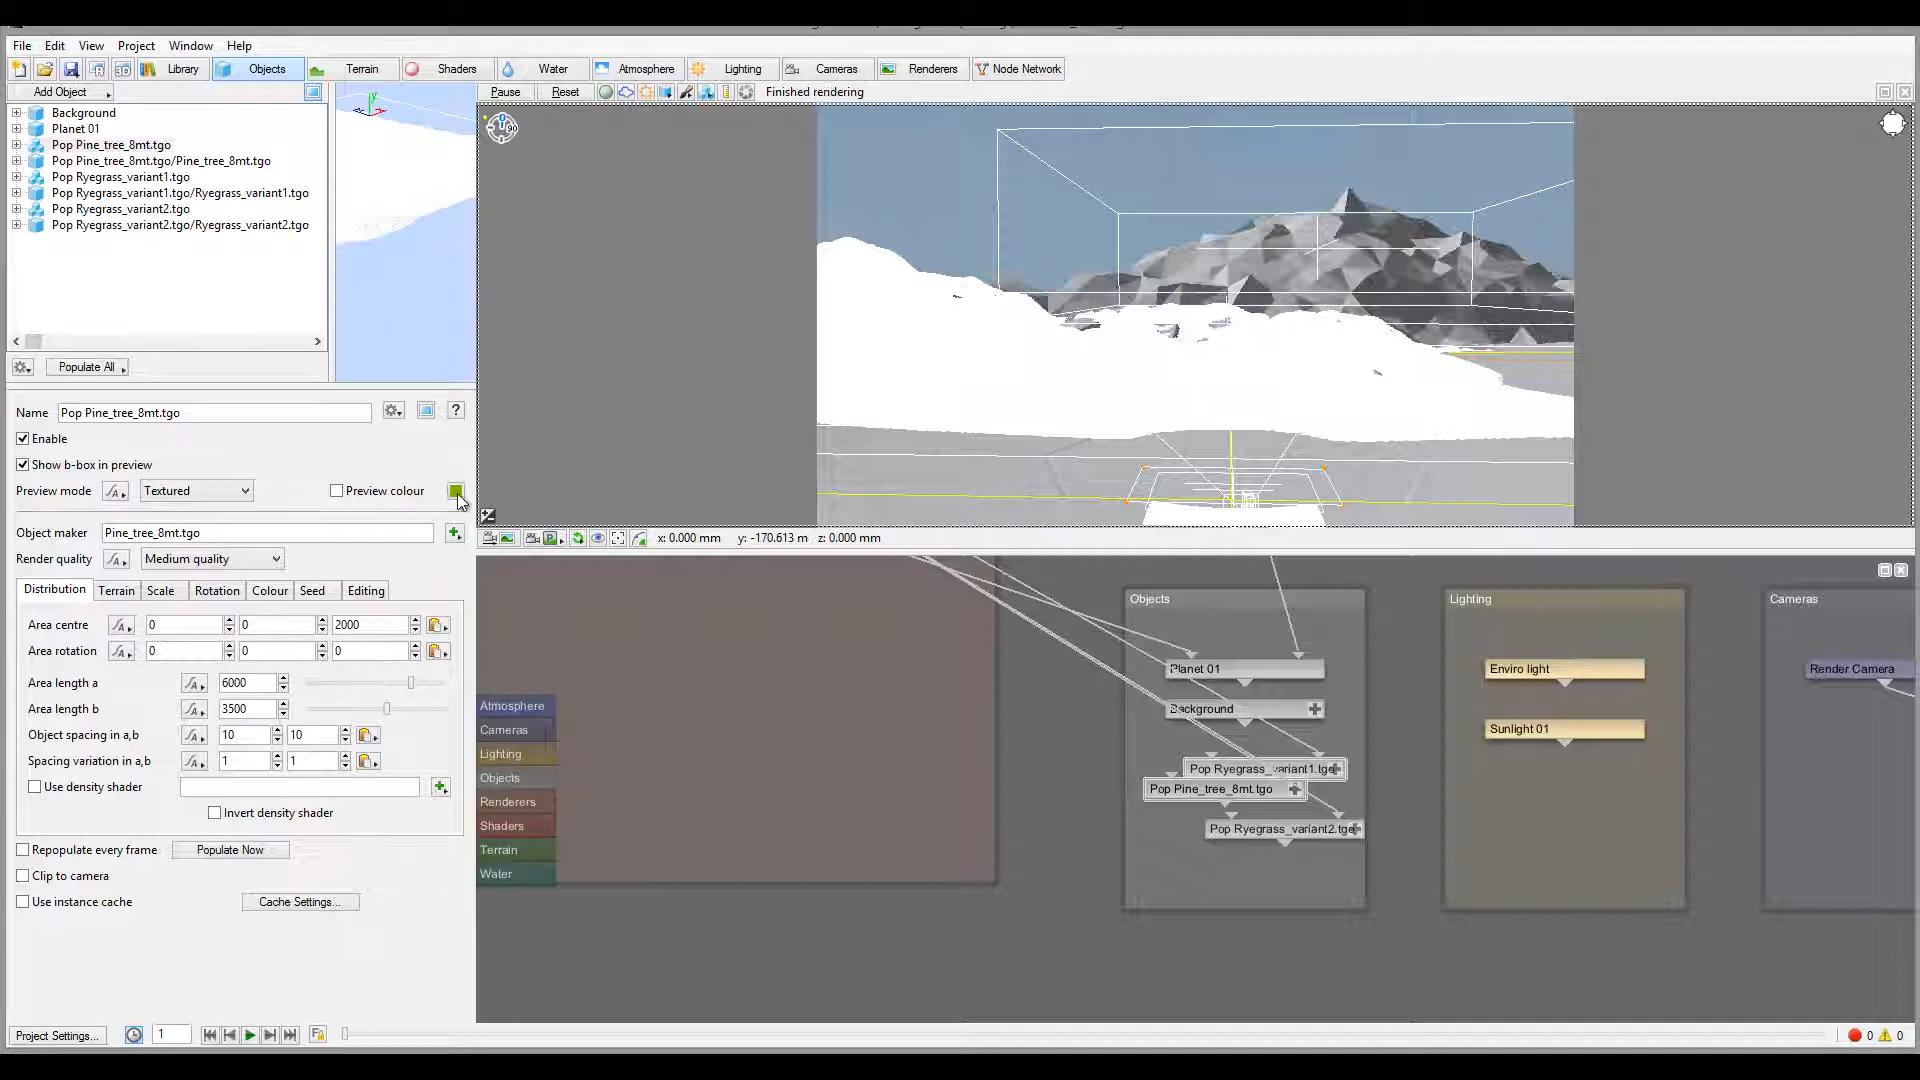 File Edit View Project Window Help
Library Objects Terrain Shaders Water Atmosphere Lighting Cameras Renderers Node Network
Add Object
Pause Reset Finished rendering
Background
Planet 01
Pop Pine_tree_8mt.tgo
Pop Pine_tree_8mt.tgo/Pine_tree_8mt.tgo
Pop Ryegrass_variant1.tgo
Pop Ryegrass_variant1.tgo/Ryegrass_variant1.tgo
Pop Ryegrass_variant2.tgo
Pop Ryegrass_variant2.tgo/Ryegrass_variant2.tgo
Populate All
Name Pop Pine_tree_8mt.tgo
Enable
Show b-box in preview
Preview mode Textured Preview colour
Object maker Pine_tree_8mt.tgo
Render quality Medium quality
Distribution Terrain Scale Rotation Colour Seed Editing
Area centre 0 0 2000
Area rotation 0 0 0
Area length a 6000
Area length b 3500
Object spacing in a,b 10 10
Spacing variation in a,b 1 1
Use density shader
Invert density shader
Repopulate every frame Populate Now
Clip to camera
Use instance cache Cache Settings...
y
90
x: 0.000 mm y: -170.613 m z: 0.000 mm
Atmosphere
Cameras
Lighting
Objects
Renderers
Shaders
Terrain
Water
Objects
Planet 01
Background
Pop Ryegrass_variant1.tgo
Pop Pine_tree_8mt.tgo
Pop Ryegrass_variant2.tgo
Lighting
Enviro light
Sunlight 01
Cameras
Render Camera
Project Settings... 1 0 0